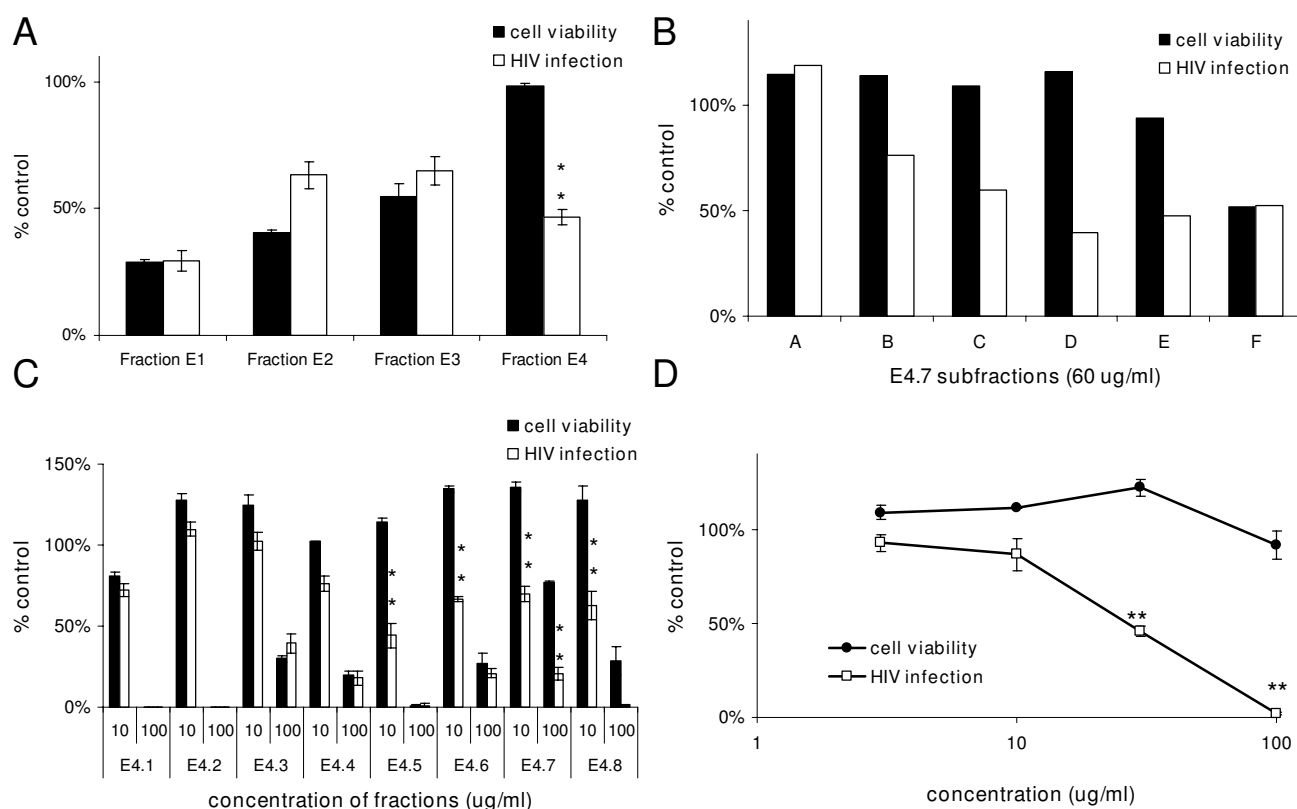 A
cell viability
HIV infection
100%
50%
0%
% control
* *
Fraction E1 Fraction E2 Fraction E3 Fraction E4
B
cell viability
HIV infection
100%
50%
0%
% control
A B C D E F
E4.7 subfractions (60 ug/ml)
C
cell viability
HIV infection
150%
100%
50%
0%
% control
* * * * * * * * * *
10 100 10 100 10 100 10 100 10 100 10 100 10 100 10 100
E4.1 E4.2 E4.3 E4.4 E4.5 E4.6 E4.7 E4.8
concentration of fractions (ug/ml)
D
100%
50%
0%
% control
**
**
cell viability
HIV infection
1 10 100
concentration (ug/ml)